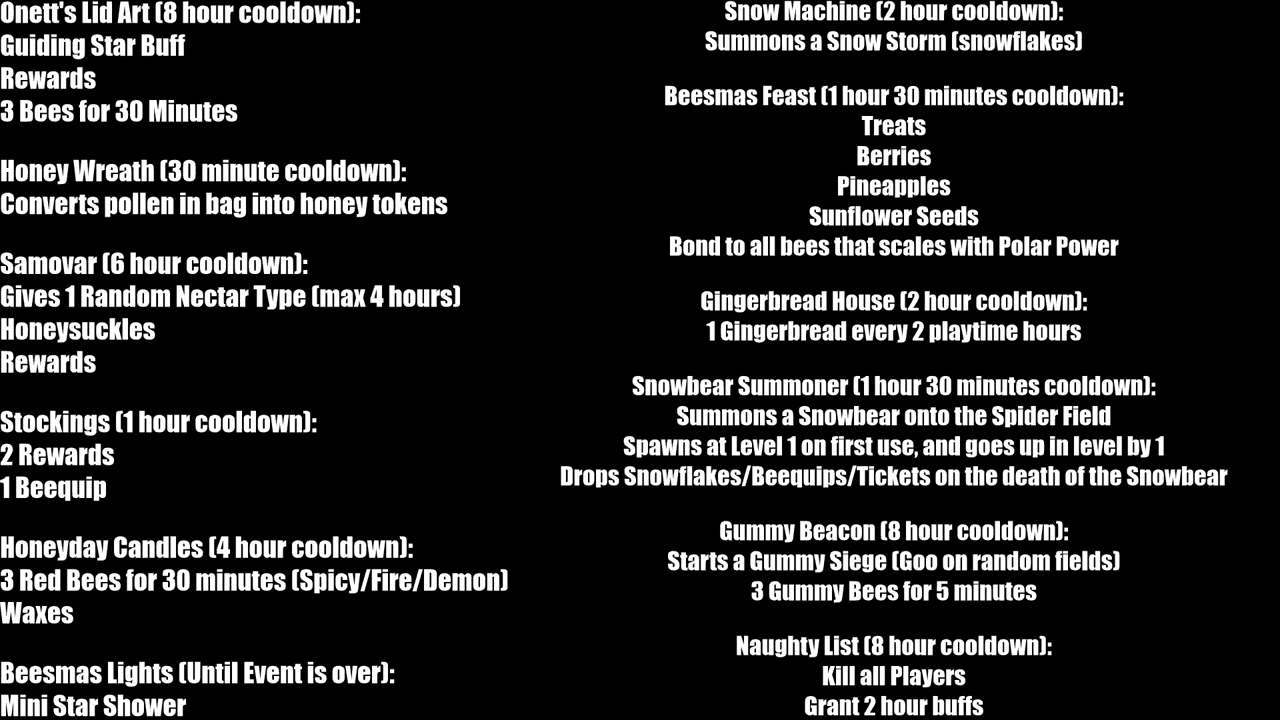 Onett's Lid Art (8 hour cooldown):
Guiding Star Buff
Rewards
3 Bees for 30 Minutes
Honey Wreath (30 minute cooldown):
Converts pollen in bag into honey tokens
Samovar (6 hour cooldown):
Gives 1 Random Nectar Type (max 4 hours)
Honeysuckles
Rewards
Stockings (1 hour cooldown):
2 Rewards
1 Beequip
Honeyday Candles (4 hour cooldown):
3 Red Bees for 30 minutes (Spicy/Fire/Demon)
Waxes
Beesmas Lights (Until Event is over):
Mini Star Shower
Snow Machine (2 hour cooldown):
Summons a Snow Storm (snowflakes)
Beesmas Feast (1 hour 30 minutes cooldown):
Treats
Berries
Pineapples
Sunflower Seeds
Bond to all bees that scales with Polar Power
Gingerbread House (2 hour cooldown):
1 Gingerbread every 2 playtime hours
Snowbear Summoner (1 hour 30 minutes cooldown):
Summons a Snowbear onto the Spider Field
Spawns at Level 1 on first use, and goes up in level by 1
Drops Snowflakes/Beequips/Tickets on the death of the Snowbear
Gummy Beacon (8 hour cooldown):
Starts a Gummy Siege (Goo on random fields)
3 Gummy Bees for 5 minutes
Naughty List (8 hour cooldown):
Kill all Players
Grant 2 hour buffs